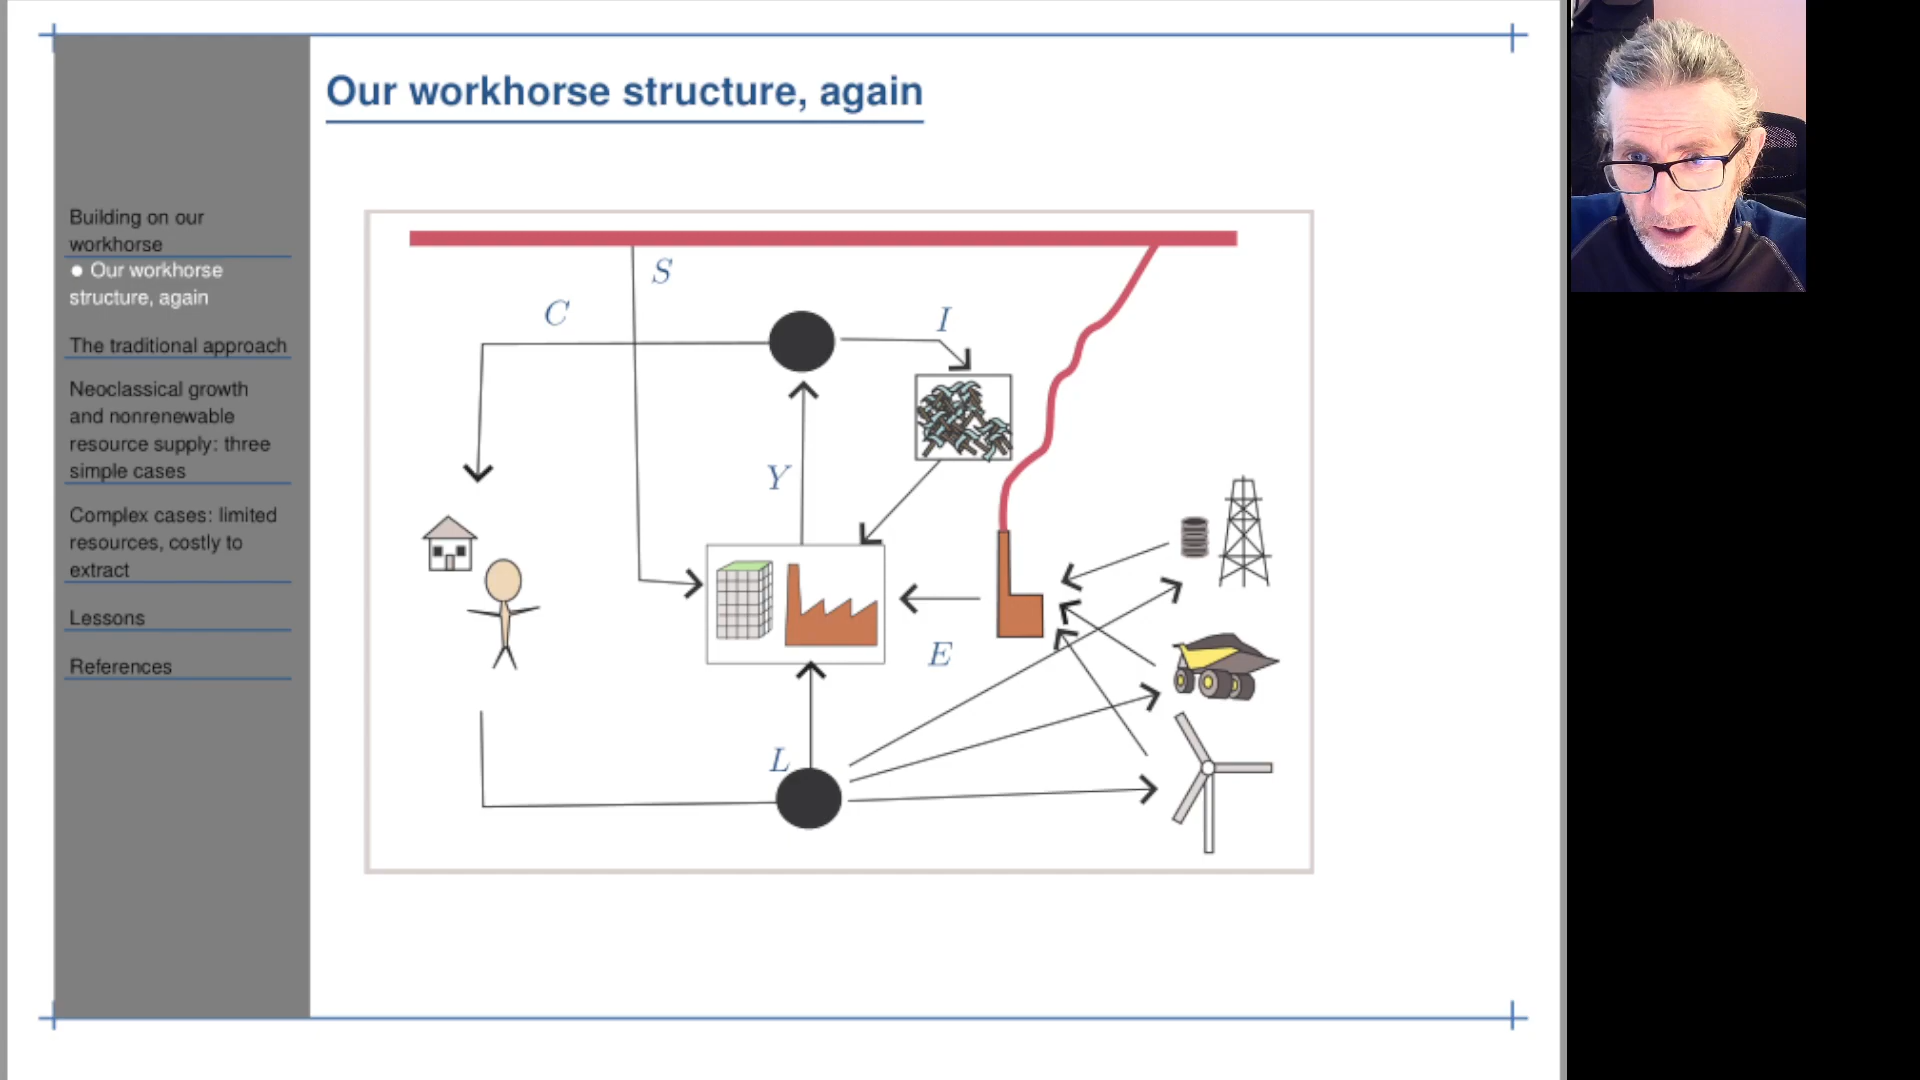 Our workhorse structure, again
Building on our
workhorse
● Our workhorse
structure, again
The traditional approach
Neoclassical growth
and nonrenewable
resource supply: three
simple cases
Complex cases: limited
resources, costly to
extract
Lessons
References
S
C
I
Y
E
L